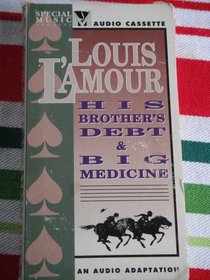 SPECIAL
MUSIC
AUDIO CASSETTE
LOUIS
L'AMOUR
HIS
BROTHER'S
DEBT
&
BIG
MEDICINE
AN AUDIO ADAPTATION